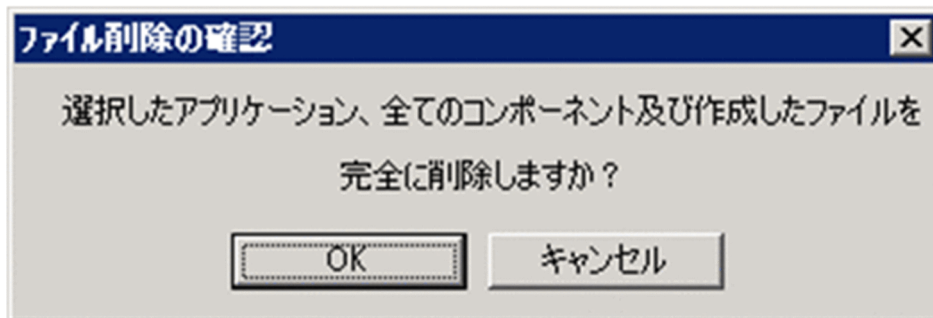 ファイル削除の確認
選択したアプリケーション、全てのコンポーネント及び作成したファイルを
完全に削除しますか？
OK
キャンセル